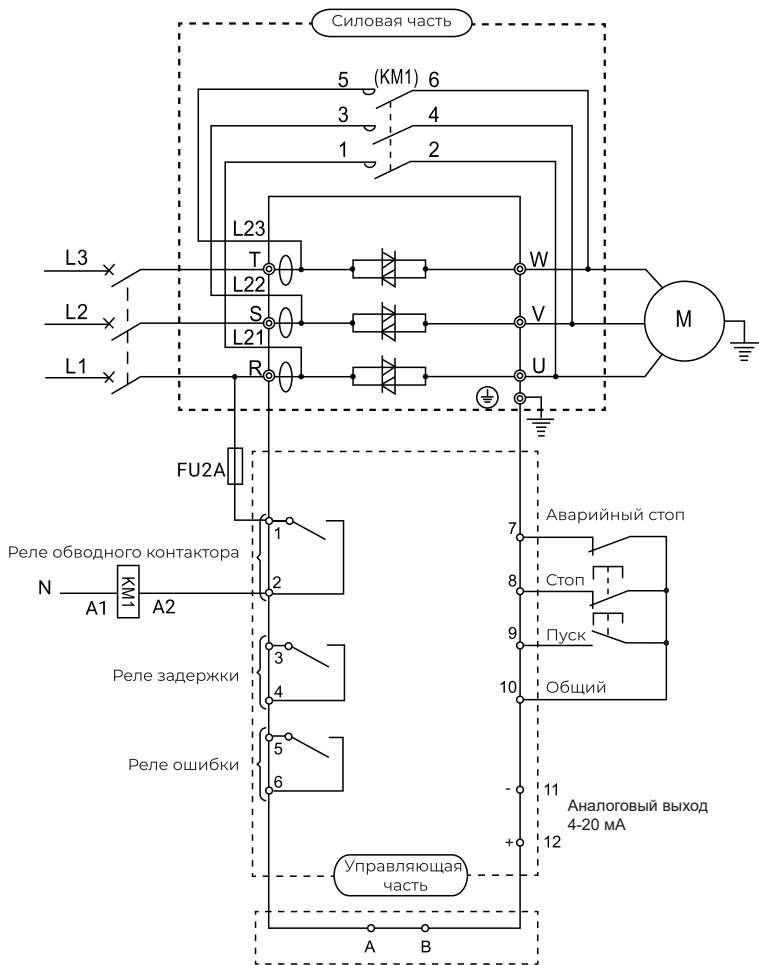 Силовая часть
5 (KM1) 6
3 4
1 2
L23
L3 T W
L22
L2 S V M
L21
L1 R U
FU2A
Аварийный стоп
1 7
Реле обводного контактора
N 2 8 Стоп
A1 KM1 A2
9 Пуск
3
Реле задержки
4 10 Общий
5
Реле ошибки
6
- 11
Аналоговый выход
4-20 мА
+ 12
Управляющая
часть
A B